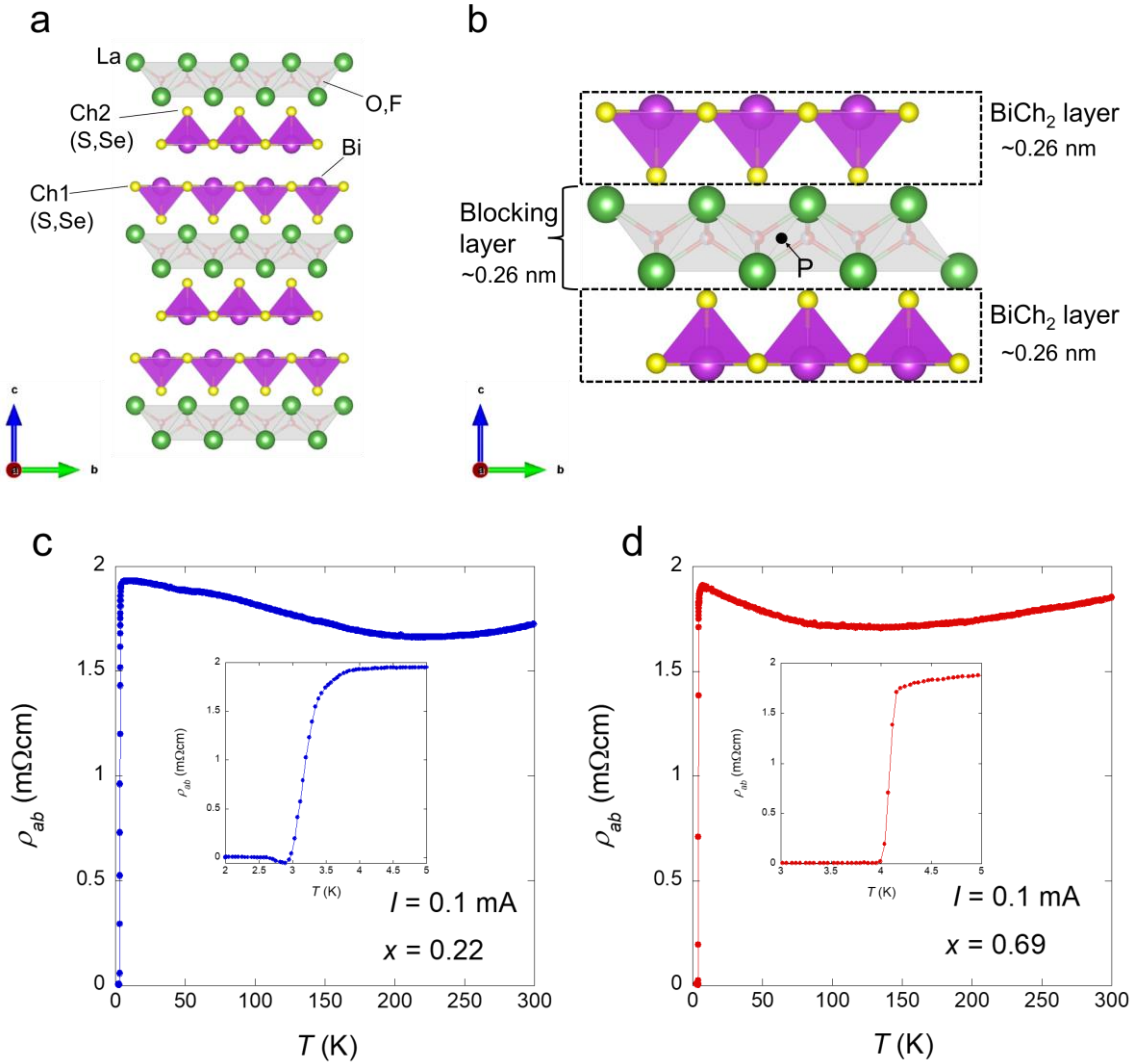 a
La
O,F
Ch2
(S,Se)
Bi
Ch1
(S,Se)
c
b
b
BiCh₂ layer
~0.26 nm
Blocking
layer
~0.26 nm
P
BiCh₂ layer
~0.26 nm
c
b
c
2
1.5
1
0.5
0
ρab (mΩcm)
0 50 100 150 200 250 300
T (K)
2
1.5
1
0.5
0
ρab (mΩcm)
2 2.5 3 3.5 4 4.5 5
T (K)
I = 0.1 mA
x = 0.22
d
2
1.5
1
0.5
0
ρab (mΩcm)
0 50 100 150 200 250 300
T (K)
2
1.5
1
0.5
0
ρab (mΩcm)
3 3.5 4 4.5 5
T (K)
I = 0.1 mA
x = 0.69